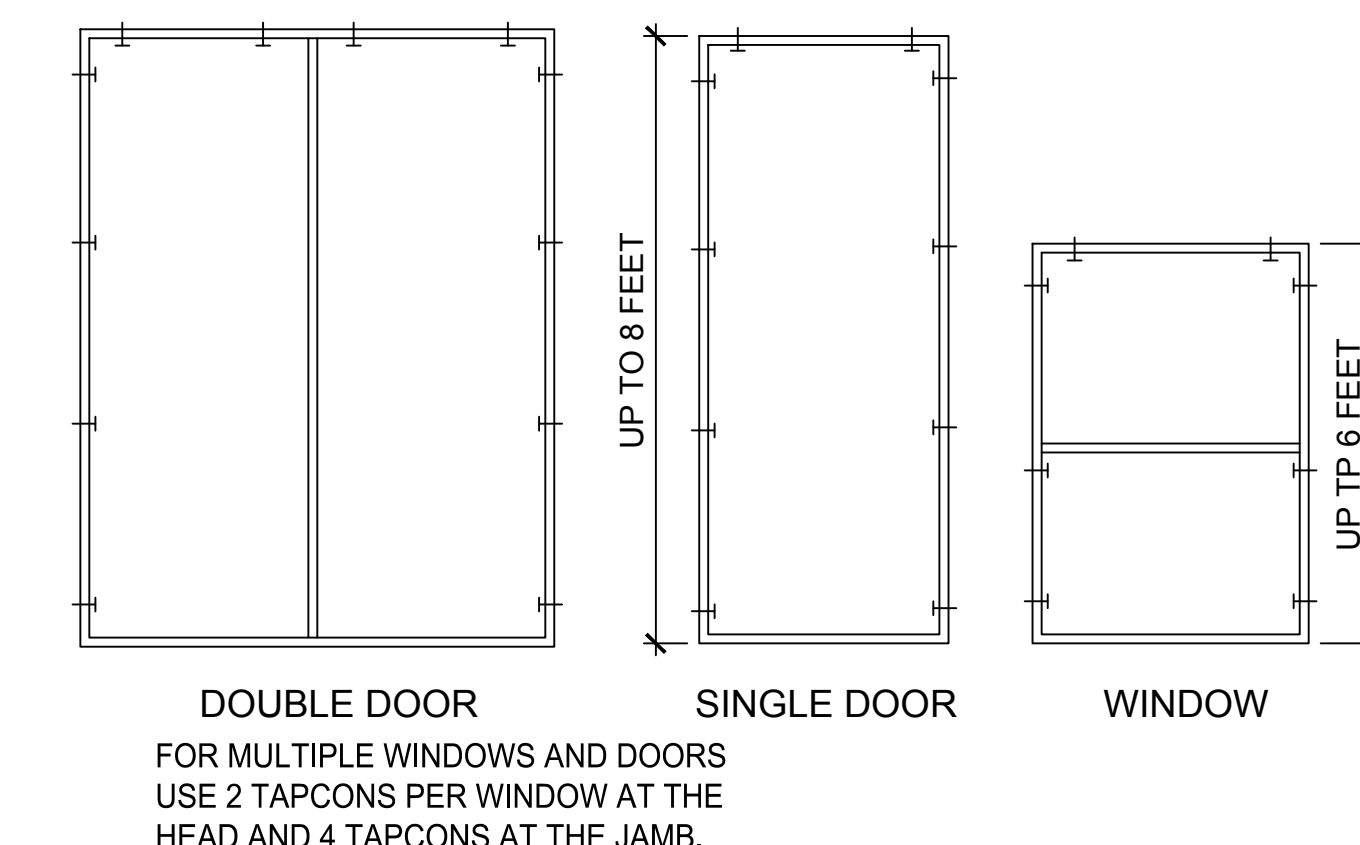 UP TO 8 FEET
UP TP 6 FEET
DOUBLE DOOR
SINGLE DOOR
WINDOW
FOR MULTIPLE WINDOWS AND DOORS
USE 2 TAPCONS PER WINDOW AT THE
HEAD AND 4 TAPCONS AT THE JAMB.